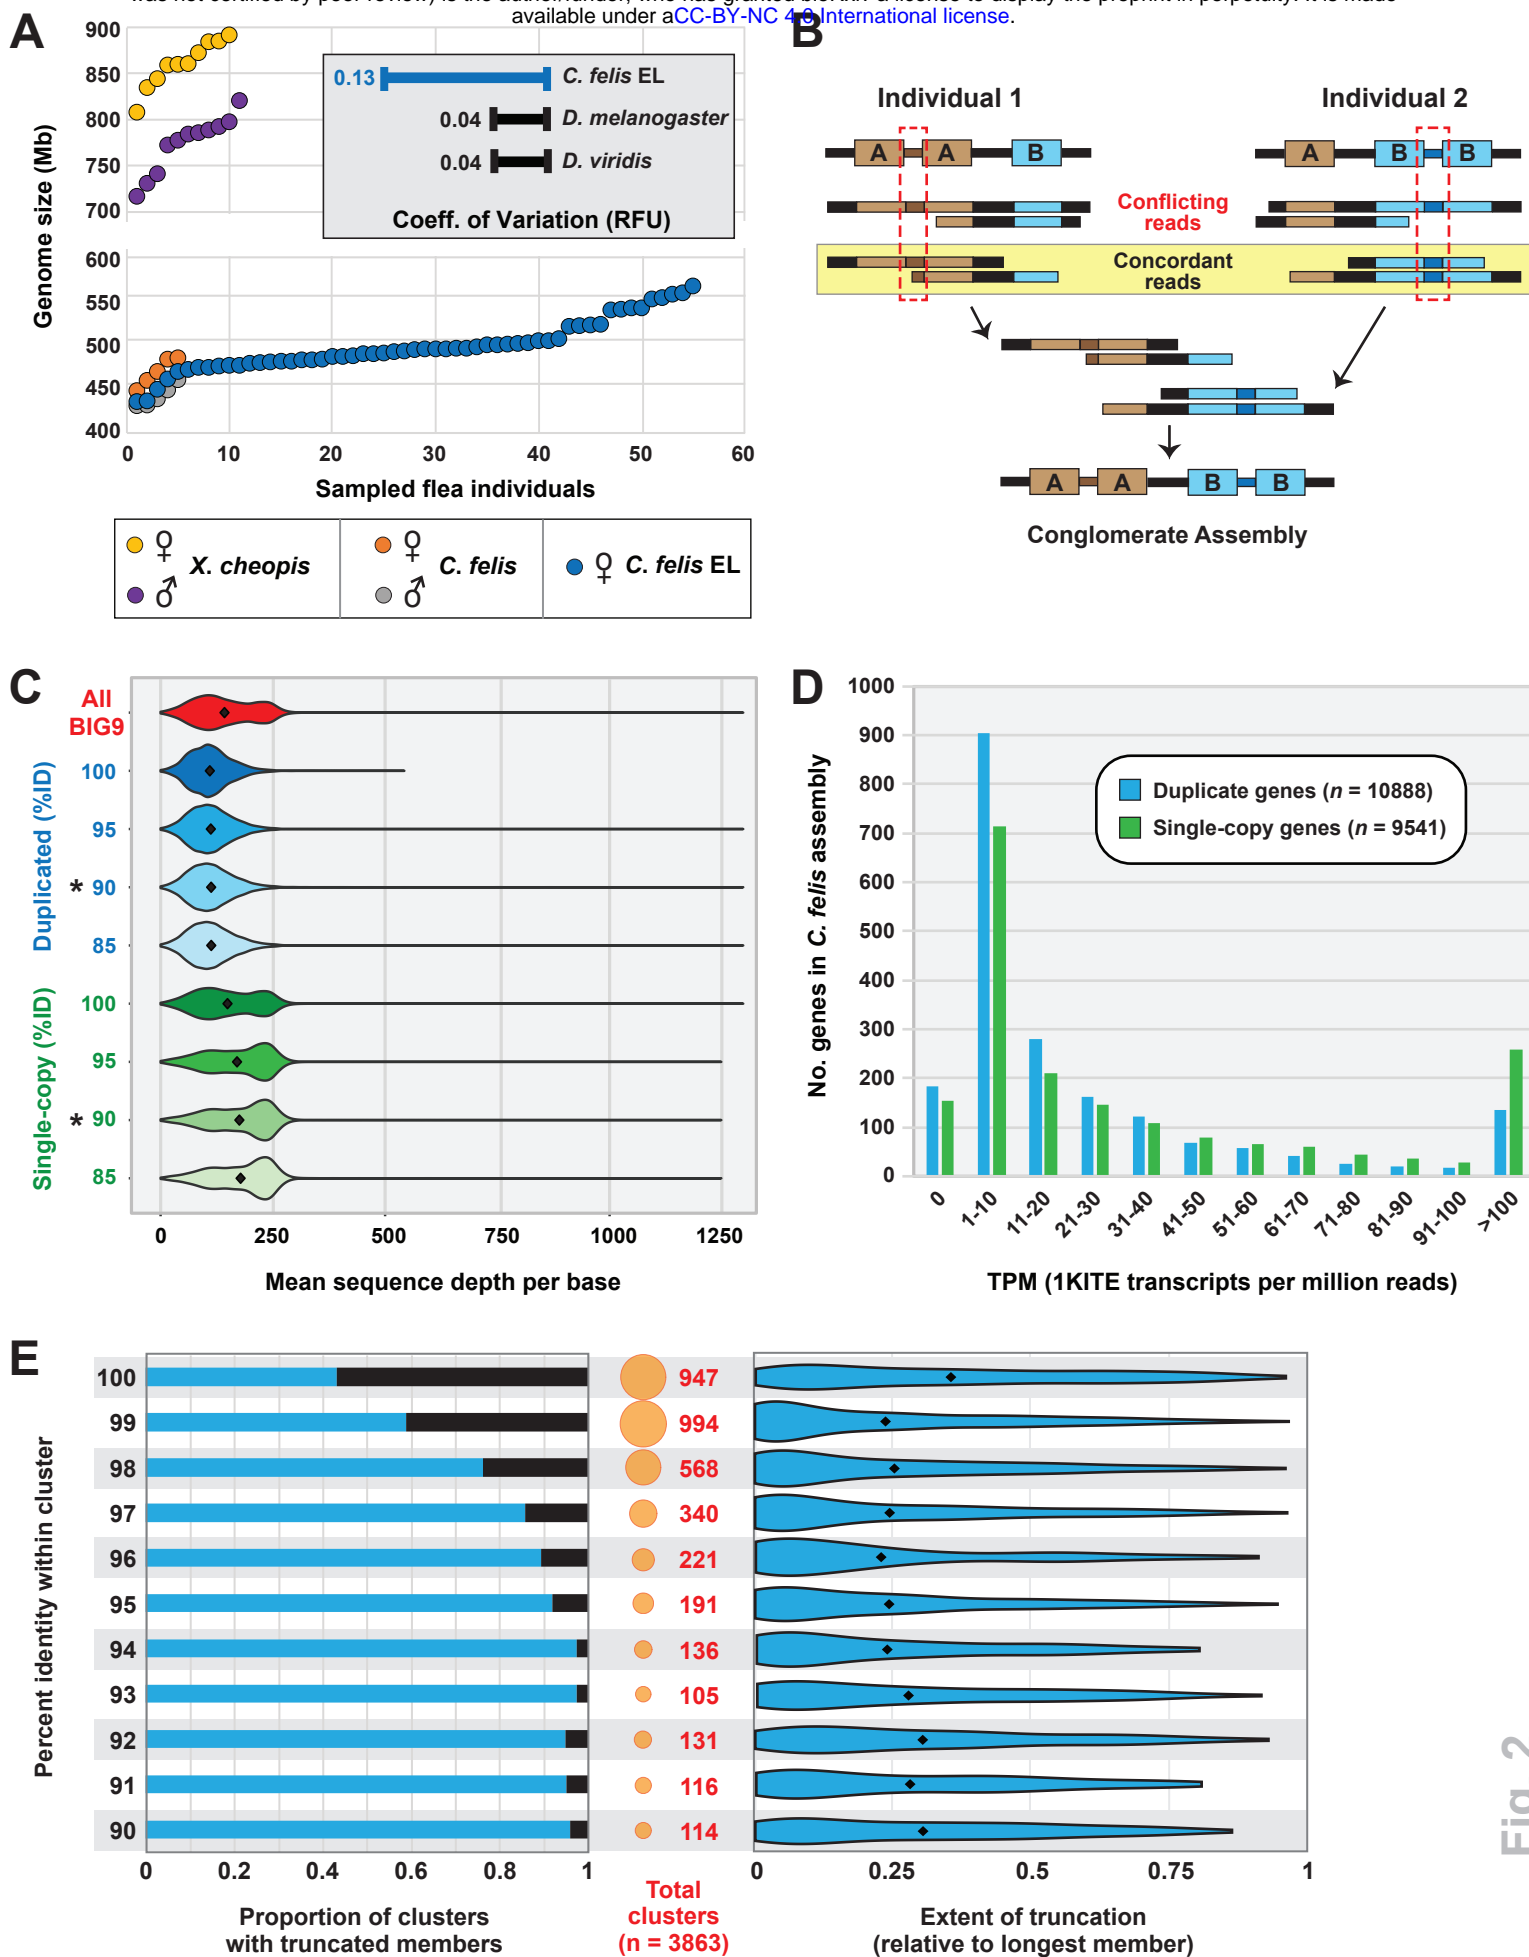 available under aCC-BY-NC 4.0 International license.
A
Genome size (Mb)
900
850
800
750
700
600
550
500
450
400
0 10 20 30 40 50 60
Sampled flea individuals
0.13 C. felis EL
0.04 D. melanogaster
0.04 D. viridis
Coeff. of Variation (RFU)
♀ ♂ X. cheopis
♀ ♂ C. felis
♀ C. felis EL
B
Individual 1 Individual 2
A A B
A B B
Conflicting
reads
Concordant
reads
A A B B
Conglomerate Assembly
C
All
BIG9
Duplicated (%ID)
100
95
* 90
85
Single-copy (%ID)
100
95
* 90
85
0 250 500 750 1000 1250
Mean sequence depth per base
D
No. genes in C. felis assembly
1000
900
800
700
600
500
400
300
200
100
0
Duplicate genes (n = 10888)
Single-copy genes (n = 9541)
0 1-10 11-20 21-30 31-40 41-50 51-60 61-70 71-80 81-90 91-100 >100
TPM (1KITE transcripts per million reads)
E
Percent identity within cluster
100 947
99 994
98 568
97 340
96 221
95 191
94 136
93 105
92 131
91 116
90 114
0 0.2 0.4 0.6 0.8 1
Proportion of clusters
with truncated members
Total
clusters
(n = 3863)
0 0.25 0.5 0.75 1
Extent of truncation
(relative to longest member)
Fig. 2